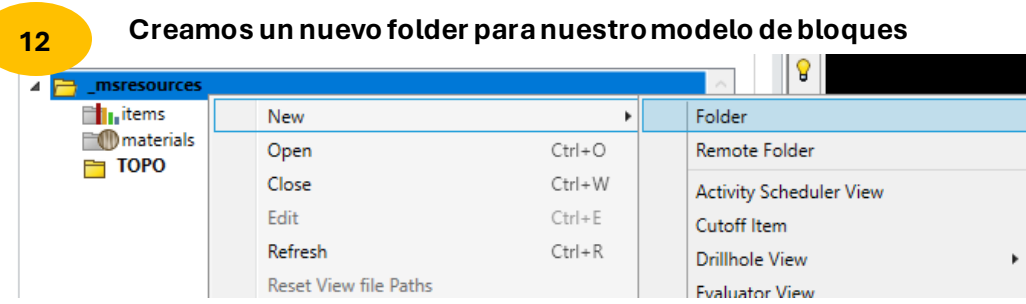 12
Creamos un nuevo folder para nuestro modelo de bloques
_msresources
items
materials
TOPO
New
Open Ctrl+O
Close Ctrl+W
Edit Ctrl+E
Refresh Ctrl+R
Reset View file Paths
Folder
Remote Folder
Activity Scheduler View
Cutoff Item
Drillhole View
Evaluator View